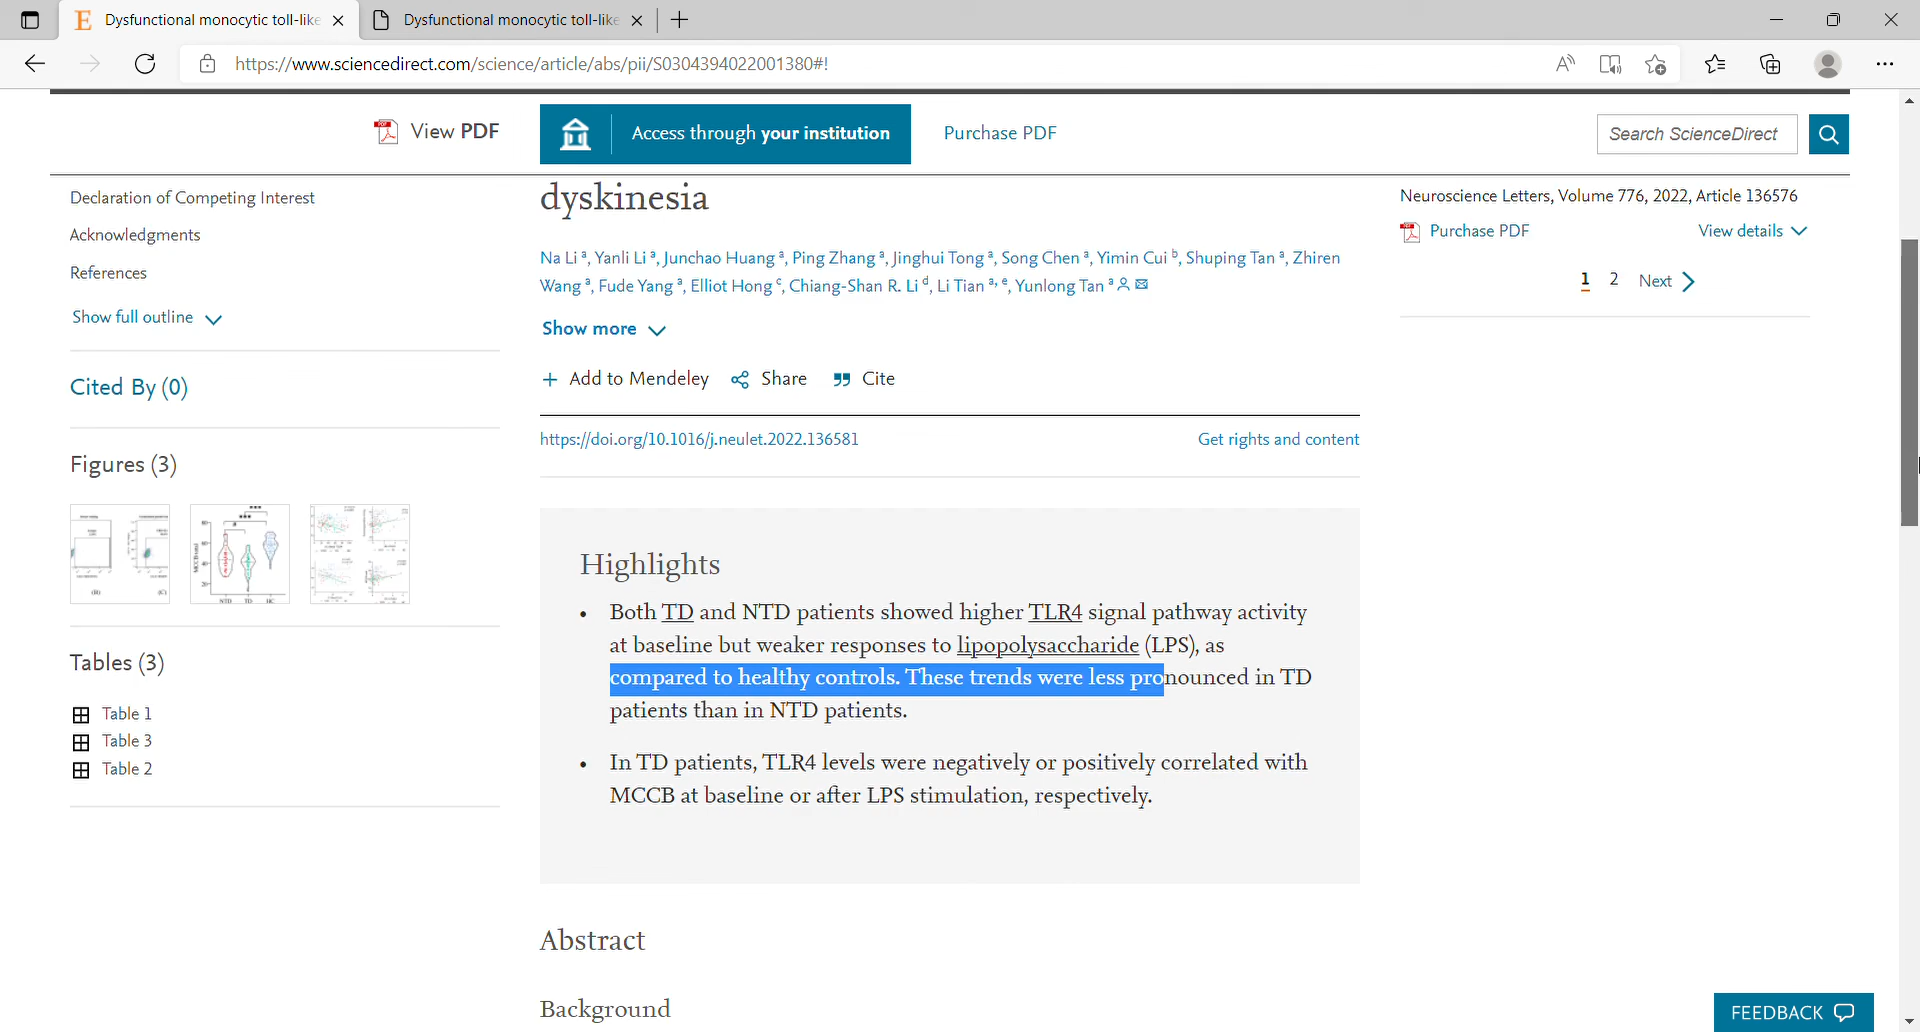 Dysfunctional monocytic toll-like
Dysfunctional monocytic toll-like
https://www.sciencedirect.com/science/article/abs/pii/S0304394022001380#!
View PDF
Access through your institution
Purchase PDF
Search ScienceDirect
Declaration of Competing Interest
Acknowledgments
References
Show full outline
Cited By (0)
Figures (3)
Tables (3)
Table 1
Table 3
Table 2
dyskinesia
Na Li a, Yanli Li a, Junchao Huang a, Ping Zhang a, Jinghui Tong a, Song Chen a, Yimin Cui b, Shuping Tan a, Zhiren
Wang a, Fude Yang a, Elliot Hong c, Chiang-Shan R. Li d, Li Tian a, e, Yunlong Tan a
Show more
Add to Mendeley Share Cite
https://doi.org/10.1016/j.neulet.2022.136581
Get rights and content
Highlights
• Both TD and NTD patients showed higher TLR4 signal pathway activity
at baseline but weaker responses to lipopolysaccharide (LPS), as
compared to healthy controls. These trends were less pronounced in TD
patients than in NTD patients.
• In TD patients, TLR4 levels were negatively or positively correlated with
MCCB at baseline or after LPS stimulation, respectively.
Abstract
Background
Neuroscience Letters, Volume 776, 2022, Article 136576
Purchase PDF
View details
1 2 Next
FEEDBACK